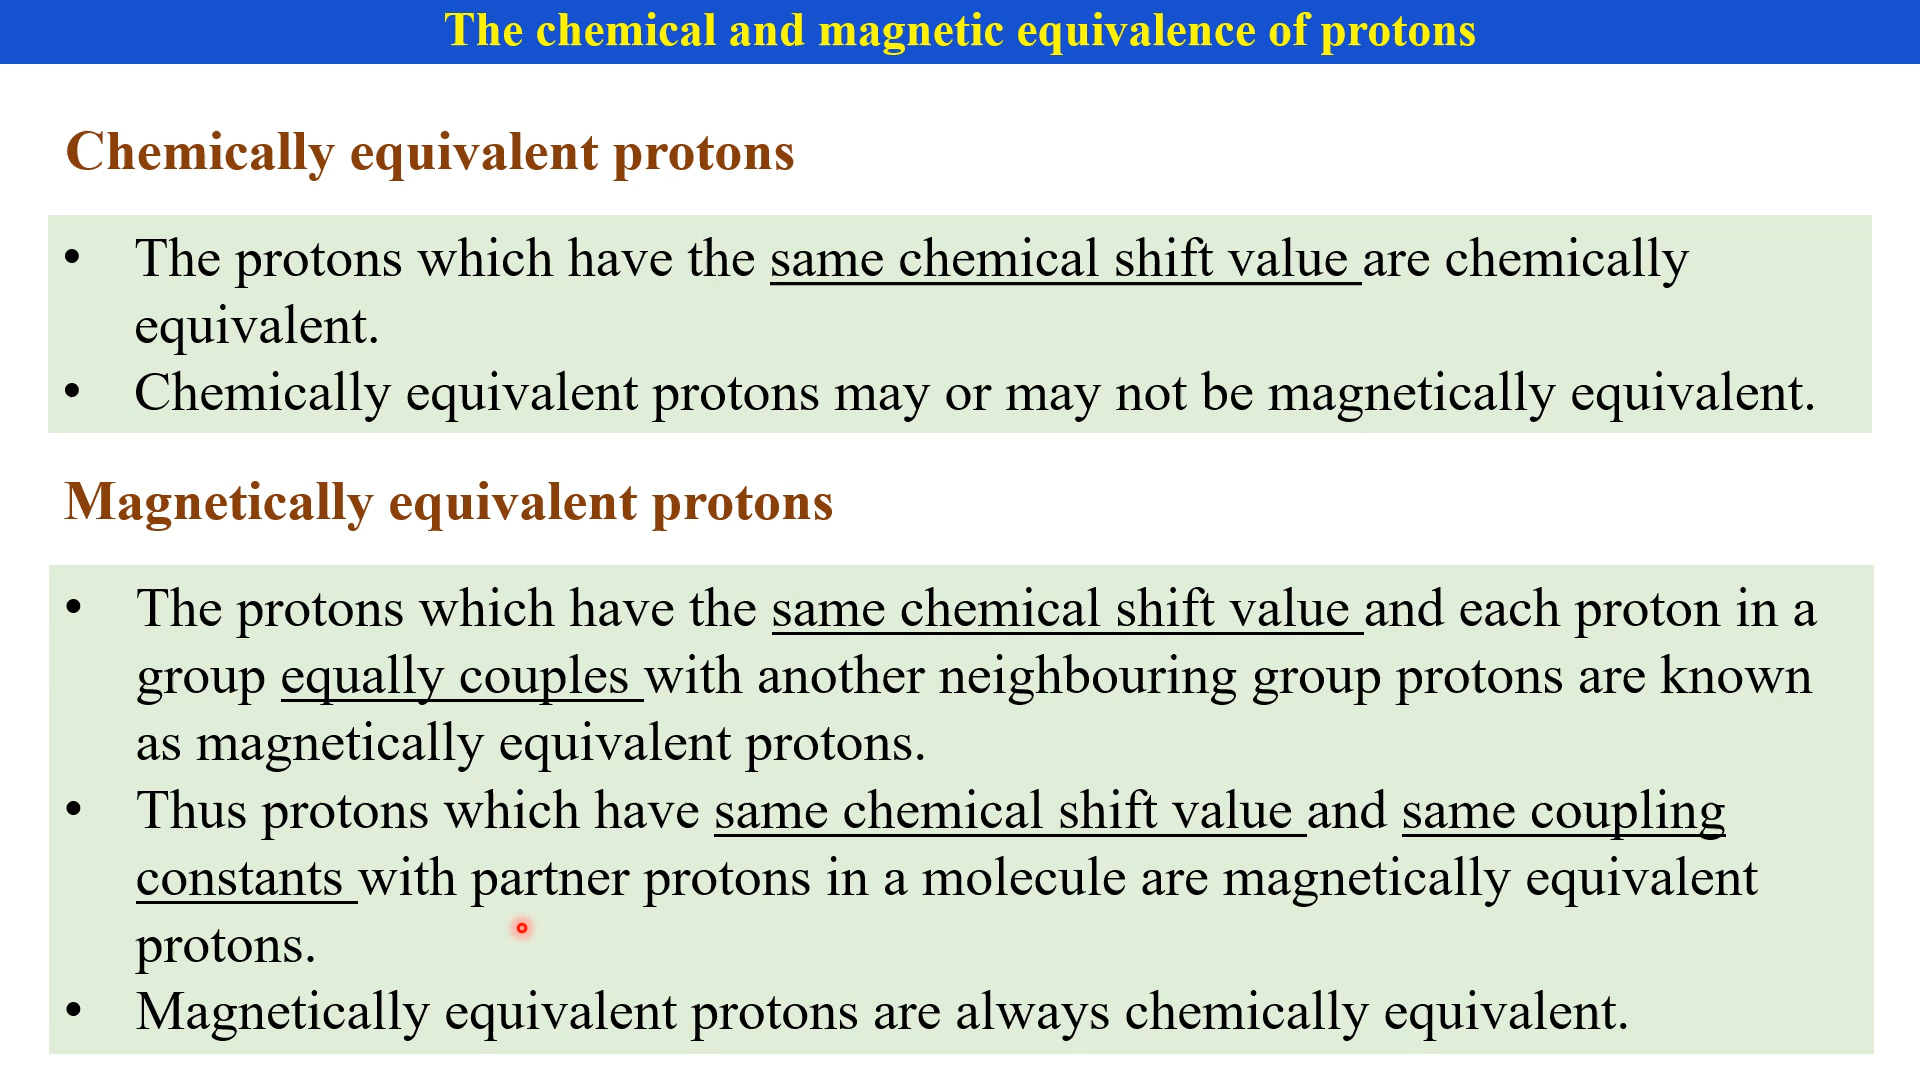 The chemical and magnetic equivalence of protons
Chemically equivalent protons
• The protons which have the same chemical shift value are chemically
equivalent.
• Chemically equivalent protons may or may not be magnetically equivalent.
Magnetically equivalent protons
• The protons which have the same chemical shift value and each proton in a
group equally couples with another neighbouring group protons are known
as magnetically equivalent protons.
• Thus protons which have same chemical shift value and same coupling
constants with partner protons in a molecule are magnetically equivalent
protons.
• Magnetically equivalent protons are always chemically equivalent.